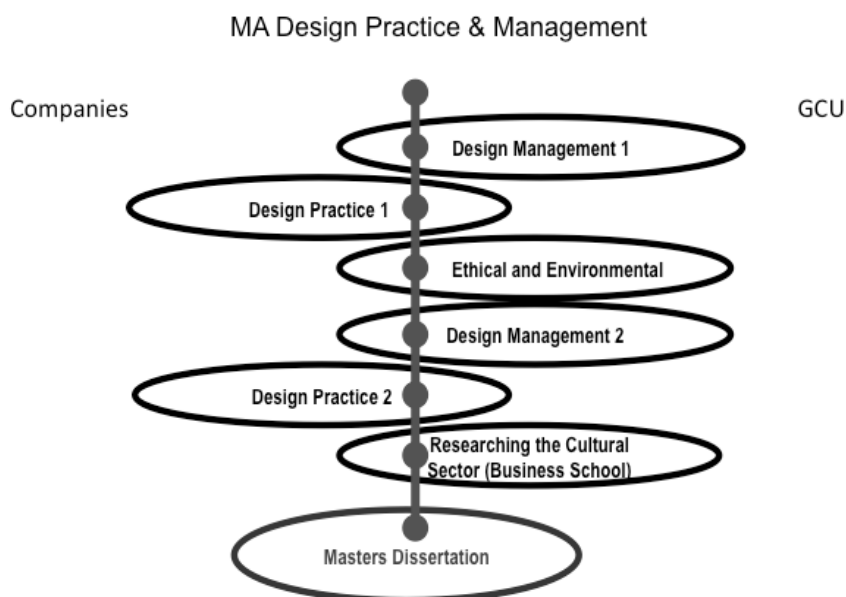 MA Design Practice & Management
Companies
GCU
Design Management 1
Design Practice 1
Ethical and Environmental
Design Management 2
Design Practice 2
Researching the Cultural
Sector (Business School)
Masters Dissertation